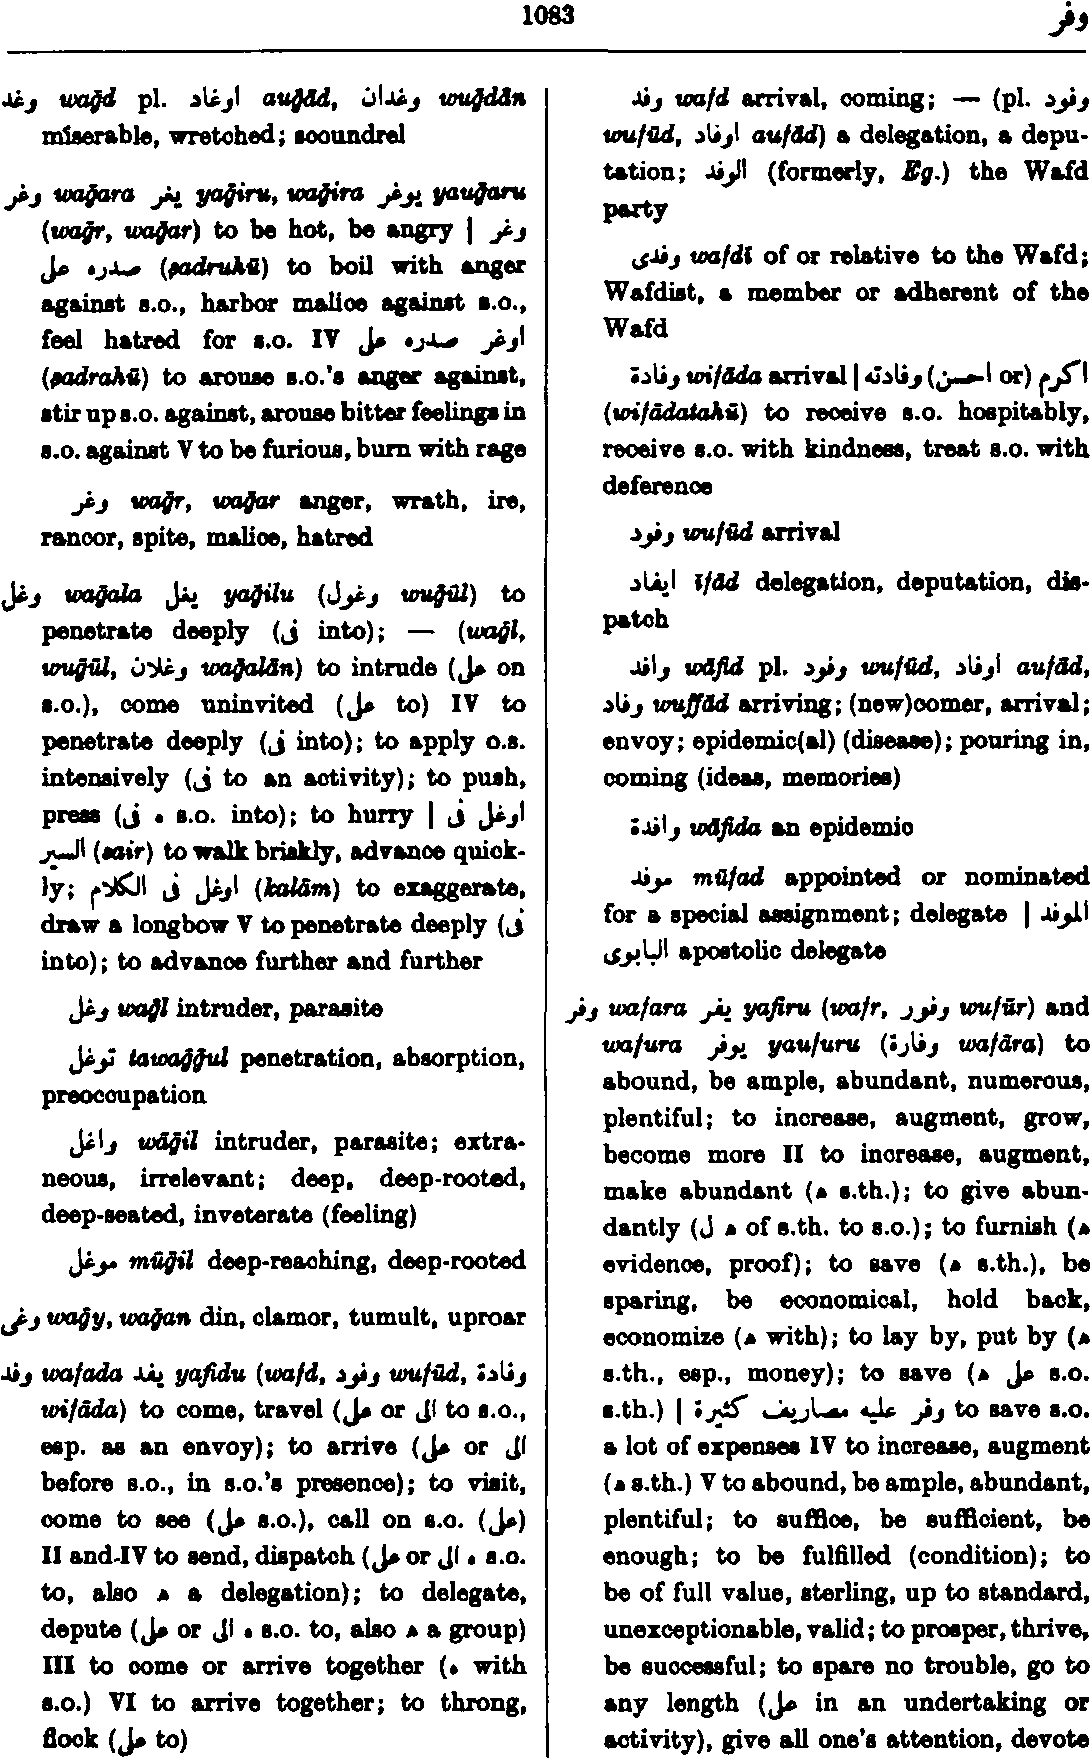 1083
وفر
وغد waḡd pl. اوغاد auḡād, وغدان wuḡdān
miserable, wretched; scoundrel
وغر waḡara يغر yaḡiru, waḡira يوغر yauḡaru
(waḡr, waḡar) to be hot, be angry | وغر
صدره على (ṣadruhū) to boil with anger
against s.o., harbor malice against s.o.,
feel hatred for s.o. IV اوغر صدره على
(ṣadrahū) to arouse s.o.'s anger against,
stir up s.o. against, arouse bitter feelings in
s.o. against V to be furious, burn with rage
وغر waḡr, waḡar anger, wrath, ire,
rancor, spite, malice, hatred
وغل waḡala يغل yaḡilu (وغول wuḡūl) to
penetrate deeply (فى into); — (waḡl,
wuḡūl, وغلان waḡalān) to intrude (على on
s.o.), come uninvited (على to) IV to
penetrate deeply (فى into); to apply o.s.
intensively (فى to an activity); to push,
press (ه فى s.o. into); to hurry | اوغل فى
السير (sair) to walk briskly, advance quick-
ly; اوغل فى الكلام (kalām) to exaggerate,
draw a longbow V to penetrate deeply (فى
into); to advance further and further
وغل waḡl intruder, parasite
توغل tawaḡḡul penetration, absorption,
preoccupation
واغل wāḡil intruder, parasite; extra-
neous, irrelevant; deep, deep-rooted,
deep-seated, inveterate (feeling)
موغل mūḡil deep-reaching, deep-rooted
وغى waḡy, waḡan din, clamor, tumult, uproar
وفد wafada يفد yafidu (wafd, وفود wufūd, وفادة
wifāda) to come, travel (على or الى to s.o.,
esp. as an envoy); to arrive (على or الى
before s.o., in s.o.'s presence); to visit,
come to see (على s.o.), call on s.o. (على)
II and IV to send, dispatch (على or الى ه s.o.
to, also ه a delegation); to delegate,
depute (على or الى ه s.o. to, also ه a group)
III to come or arrive together (ه with
s.o.) VI to arrive together; to throng,
flock (على to)
وفد wafd arrival, coming; — (pl. وفود
wufūd, اوفاد aufād) a delegation, a depu-
tation; الوفد (formerly, Eg.) the Wafd
party
وفدى wafdī of or relative to the Wafd;
Wafdist, a member or adherent of the
Wafd
وفادة wifāda arrival | اكرم (or احسن) وفادته
(wifādatahū) to receive s.o. hospitably,
receive s.o. with kindness, treat s.o. with
deference
وفود wufūd arrival
ايفاد īfād delegation, deputation, dis-
patch
وافد wāfid pl. وفود wufūd, اوفاد aufād,
وفاد wuffād arriving; (new)comer, arrival;
envoy; epidemic(al) (disease); pouring in,
coming (ideas, memories)
وافدة wāfida an epidemic
موفد mūfad appointed or nominated
for a special assignment; delegate | الموفد
البابوى apostolic delegate
وفر wafara يفر yafiru (wafr, وفور wufūr) and
wafura يوفر yaufuru (وفارة wafāra) to
abound, be ample, abundant, numerous,
plentiful; to increase, augment, grow,
become more II to increase, augment,
make abundant (ه s.th.); to give abun-
dantly (ه ل of s.th. to s.o.); to furnish (ه
evidence, proof); to save (ه s.th.), be
sparing, be economical, hold back,
economize (ه with); to lay by, put by (ه
s.th., esp., money); to save (ه على s.o.
s.th.) | وفر عليه مصاريف كثيرة to save s.o.
a lot of expenses IV to increase, augment
(ه s.th.) V to abound, be ample, abundant,
plentiful; to suffice, be sufficient, be
enough; to be fulfilled (condition); to
be of full value, sterling, up to standard,
unexceptionable, valid; to prosper, thrive,
be successful; to spare no trouble, go to
any length (على in an undertaking or
activity), give all one's attention, devote